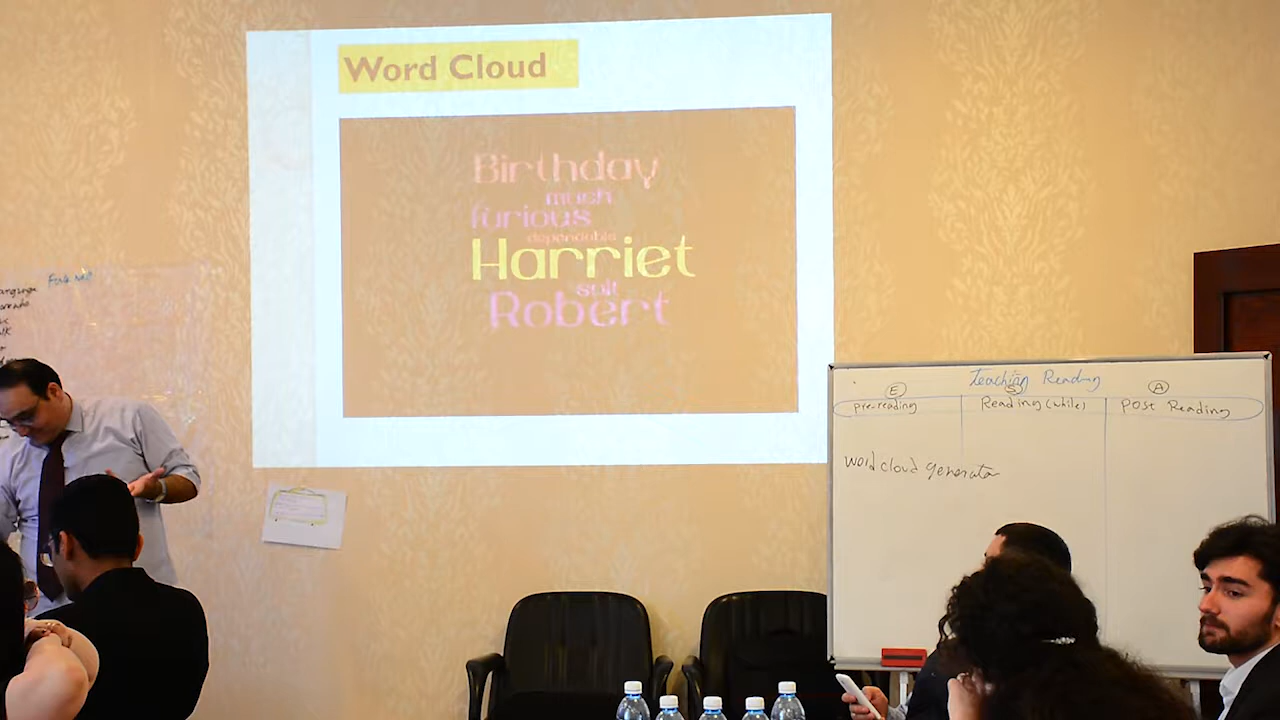 Word Cloud
Birthday
much
furious
dependable
Harriet
split
Robert
Teaching Reading
E S A
pre-reading Reading (while) Post Reading
word cloud generator